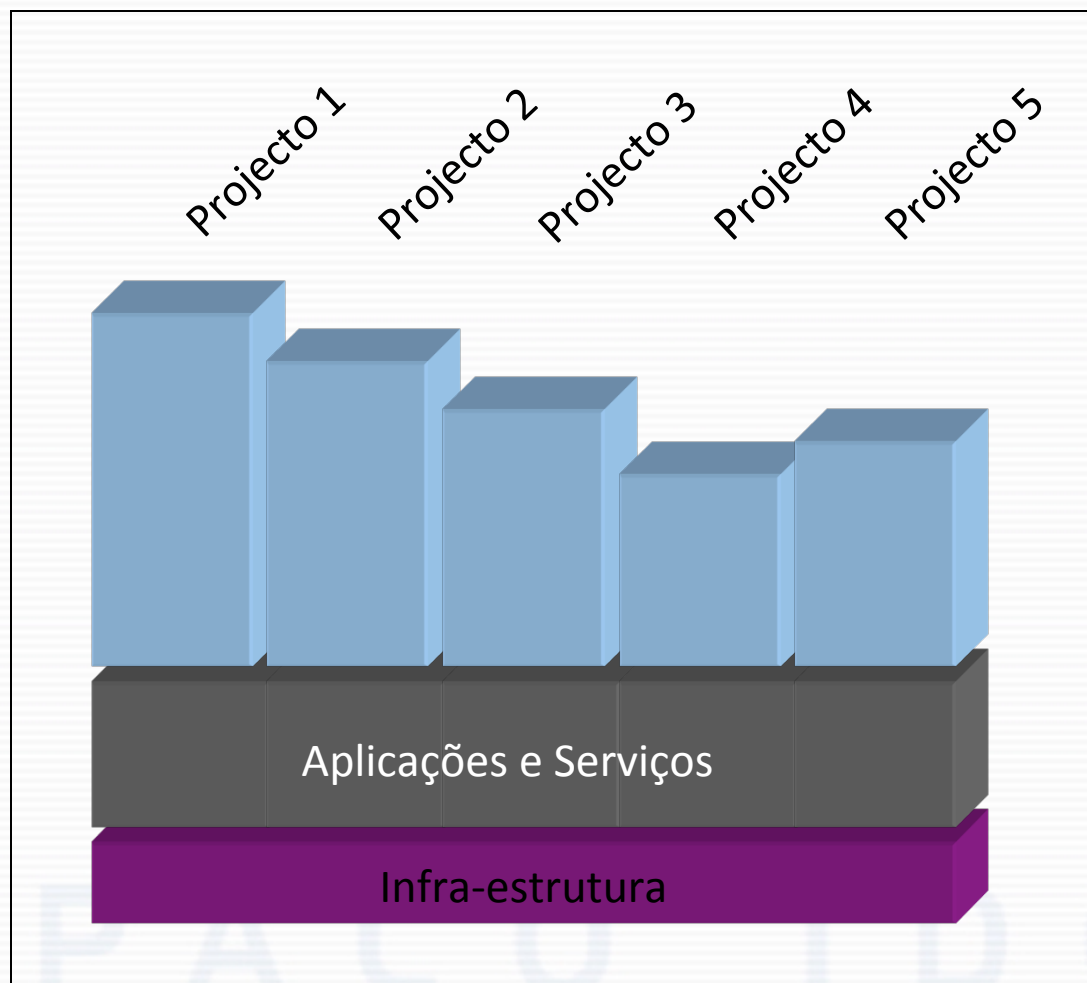 Projecto 1
Projecto 2
Projecto 3
Projecto 4
Projecto 5
Aplicações e Serviços
Infra-estrutura